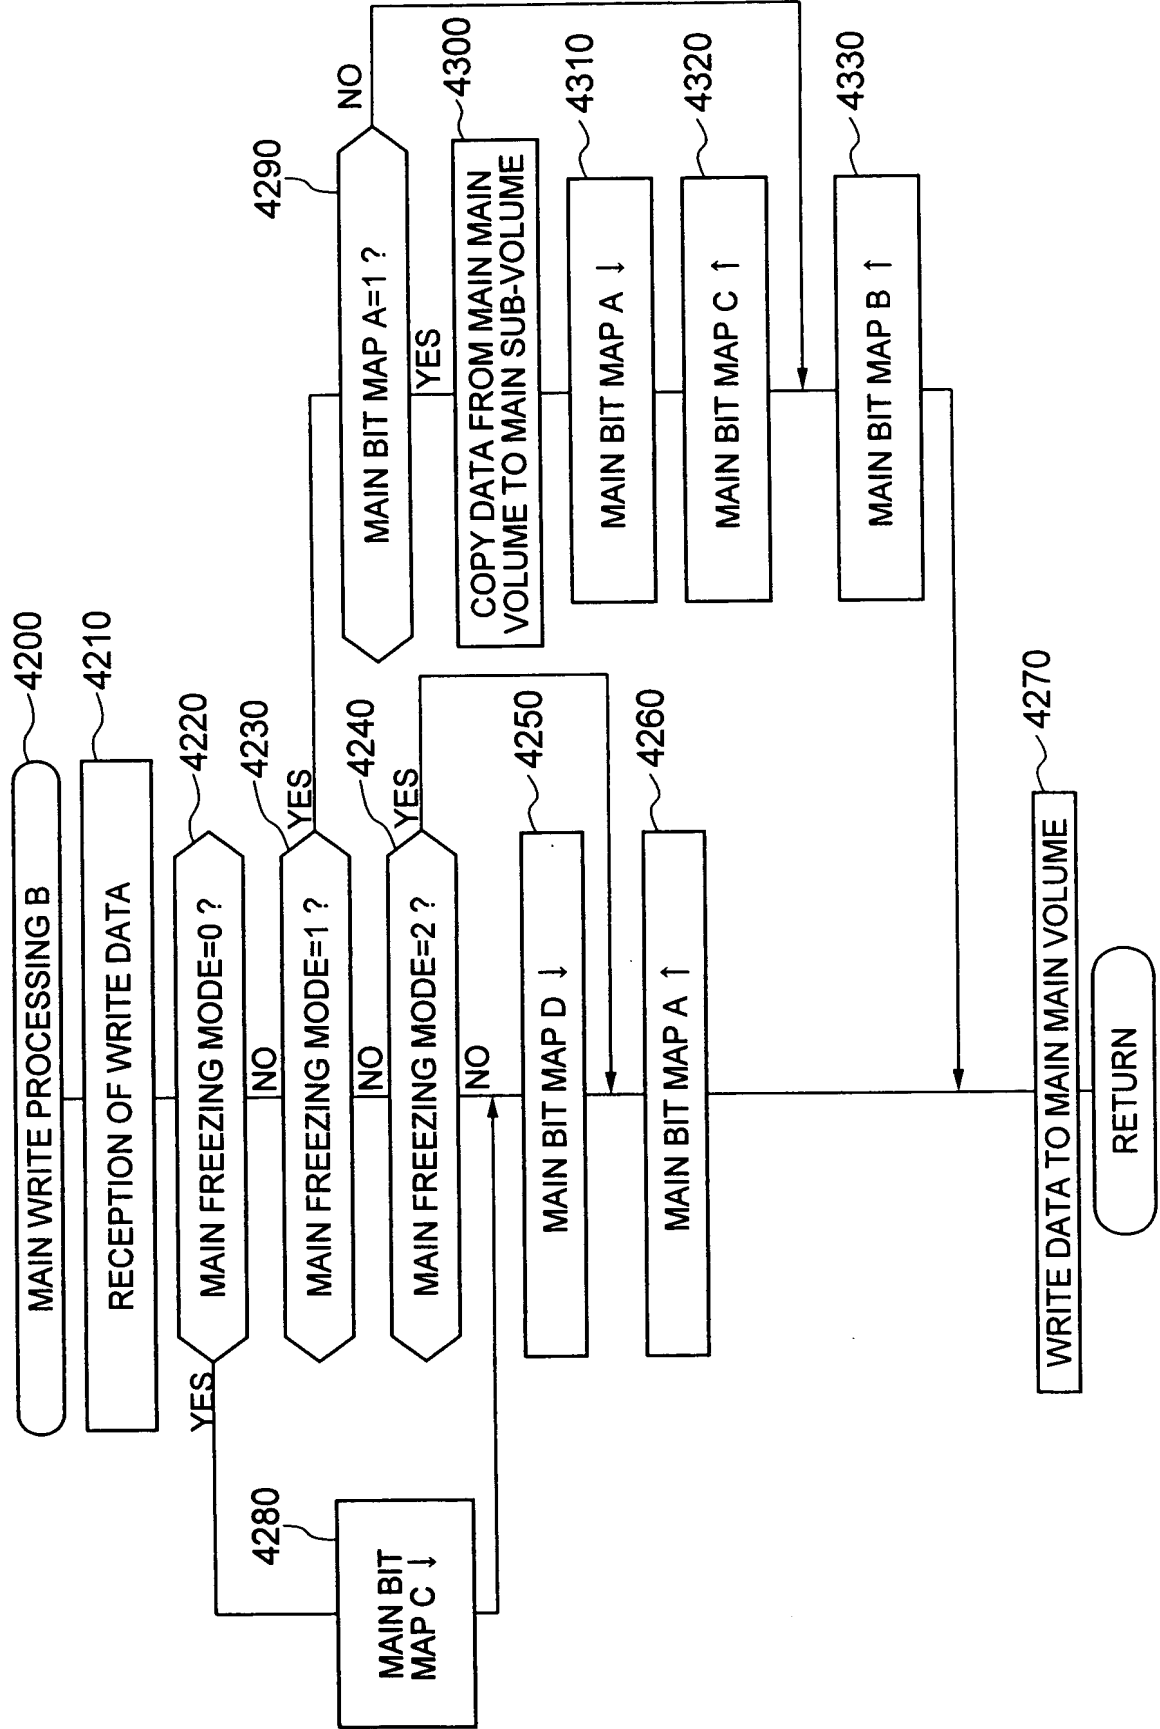 MAIN WRITE PROCESSING B
4200
RECEPTION OF WRITE DATA
4210
MAIN FREEZING MODE=0 ?
4220
YES
NO
MAIN FREEZING MODE=1 ?
4230
YES
NO
MAIN FREEZING MODE=2 ?
4240
YES
NO
MAIN BIT MAP D ↓
4250
MAIN BIT MAP A ↑
4260
4280
MAIN BIT
MAP C ↓
4290
MAIN BIT MAP A=1 ?
NO
YES
4300
COPY DATA FROM MAIN MAIN
VOLUME TO MAIN SUB-VOLUME
MAIN BIT MAP A ↓
4310
MAIN BIT MAP C ↑
4320
MAIN BIT MAP B ↑
4330
4270
WRITE DATA TO MAIN MAIN VOLUME
RETURN